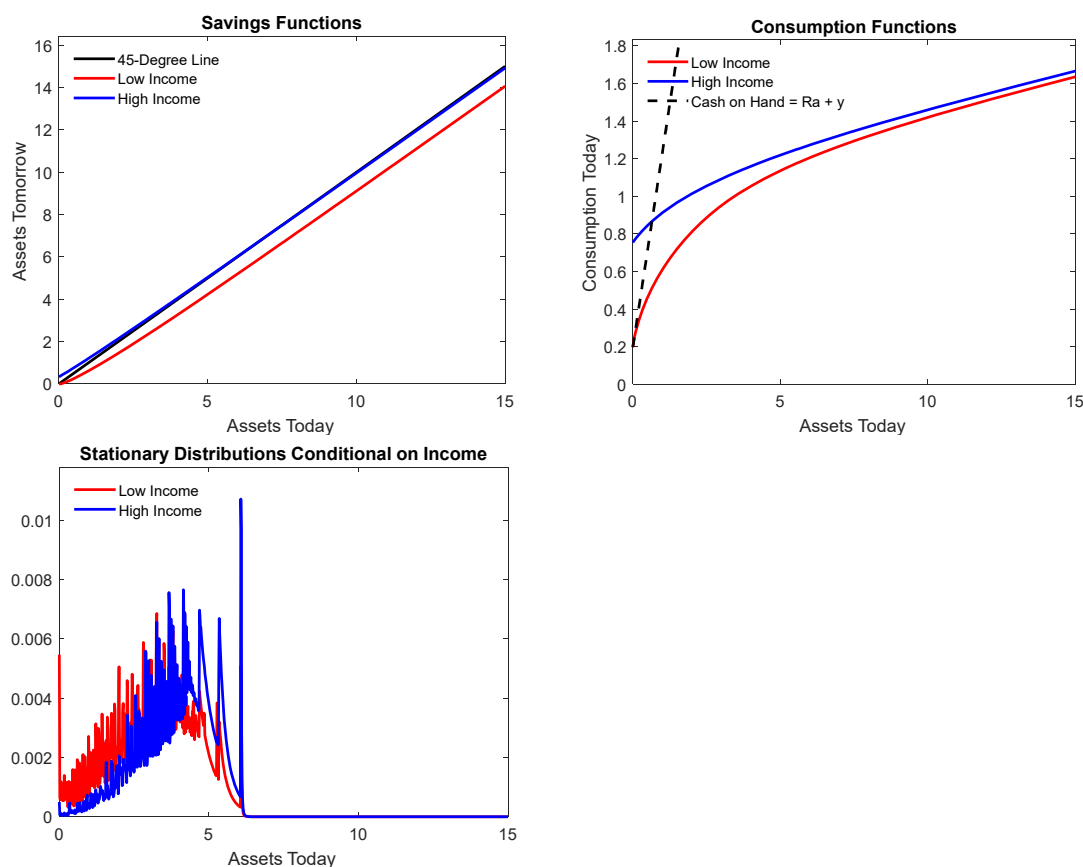 Savings Functions
16
14
12
10
8
6
4
2
0
Assets Tomorrow
45-Degree Line
Low Income
High Income
0 5 10 15
Assets Today
Consumption Functions
1.8
1.6
1.4
1.2
1
0.8
0.6
0.4
0.2
0
Consumption Today
Low Income
High Income
Cash on Hand = Ra + y
0 5 10 15
Assets Today
Stationary Distributions Conditional on Income
0.01
0.008
0.006
0.004
0.002
0
Low Income
High Income
0 5 10 15
Assets Today